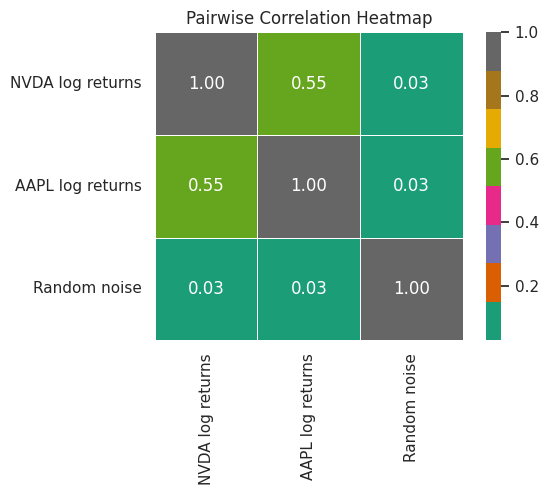 Pairwise Correlation Heatmap
NVDA log returns
1.00 0.55 0.03
AAPL log returns
0.55 1.00 0.03
Random noise
0.03 0.03 1.00
NVDA log returns
AAPL log returns
Random noise
1.0
0.8
0.6
0.4
0.2